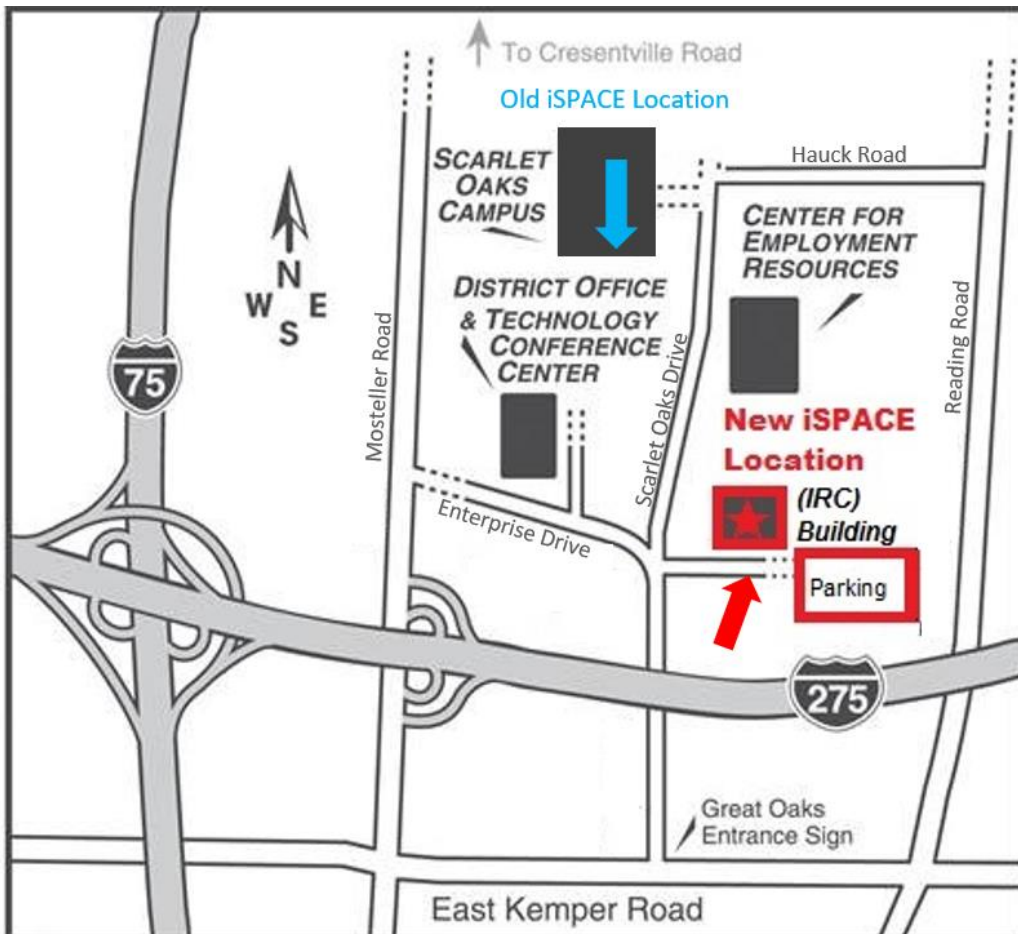 To Cresentville Road
Old iSPACE Location
SCARLET
OAKS
CAMPUS
Hauck Road
CENTER FOR
EMPLOYMENT
RESOURCES
N
W E
S
DISTRICT OFFICE
& TECHNOLOGY
CONFERENCE
CENTER
75
Mosteller Road
Scarlet Oaks Drive
Reading Road
New iSPACE
Location
(IRC)
Building
Enterprise Drive
Parking
275
Great Oaks
Entrance Sign
East Kemper Road